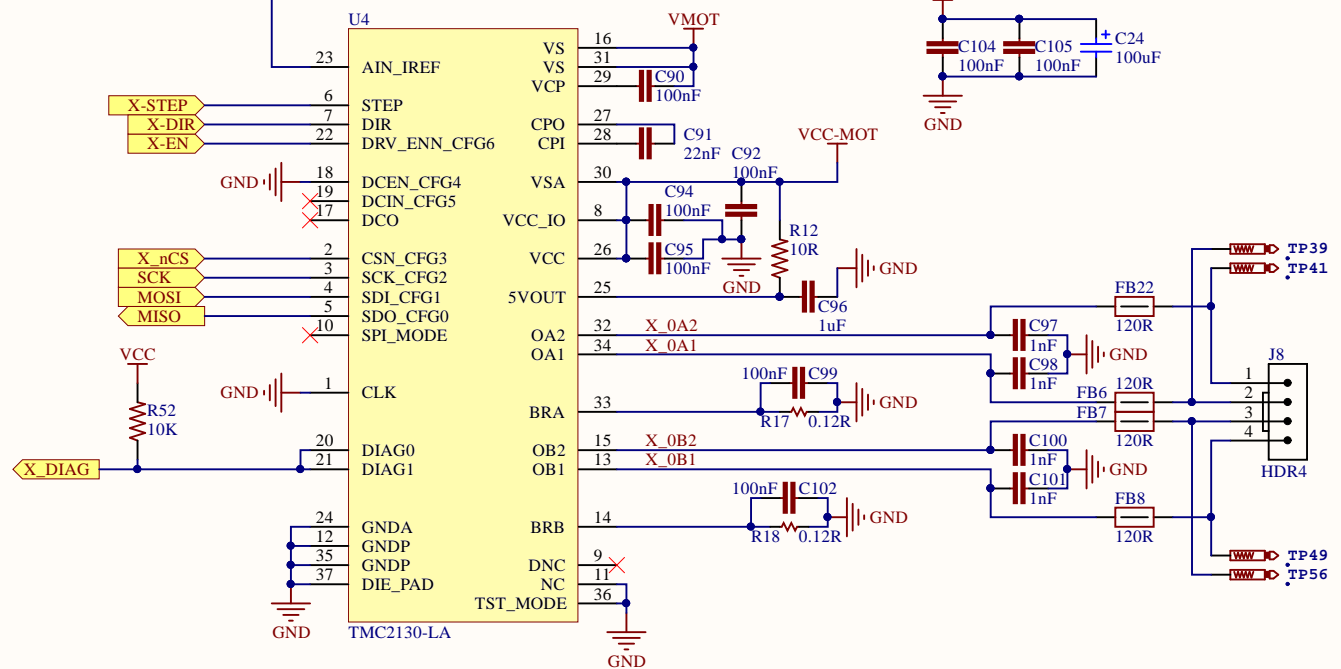 U4
VMOT
23 AIN_IREF
VS 16
VS 31
VCP 29
C90
100nF
C104
100nF
C105
100nF
+
C24
100uF
GND
X-STEP 6 STEP
X-DIR 7 DIR
X-EN 22 DRV_ENN_CFG6
CPO 27
CPI 28
C91
22nF
VCC-MOT
C92
100nF
GND 18 DCEN_CFG4
19 DCIN_CFG5
17 DCO
VSA 30
VCC_IO 8
VCC 26
C94
100nF
C95
100nF
GND
R12
10R
X_nCS 2 CSN_CFG3
SCK 3 SCK_CFG2
MOSI 4 SDI_CFG1
MISO 5 SDO_CFG0
10 SPI_MODE
5VOUT 25
C96
1uF
GND
OA2 32 X_0A2
OA1 34 X_0A1
C97
1nF
C98
1nF
GND
FB22
120R
TP39
TP41
VCC
R52
10K
GND 1 CLK
BRA 33
100nF C99
R17 0.12R
GND
120R
FB6
FB7
120R
J8
1
2
3
4
HDR4
X_DIAG
20 DIAG0
21 DIAG1
OB2 15 X_0B2
OB1 13 X_0B1
C100
1nF
C101
1nF
GND
FB8
120R
24 GNDA
12 GNDP
35 GNDP
37 DIE_PAD
GND
BRB 14
100nF C102
R18 0.12R
GND
DNC 9
NC 11
TST_MODE 36
GND
TP49
TP56
TMC2130-LA